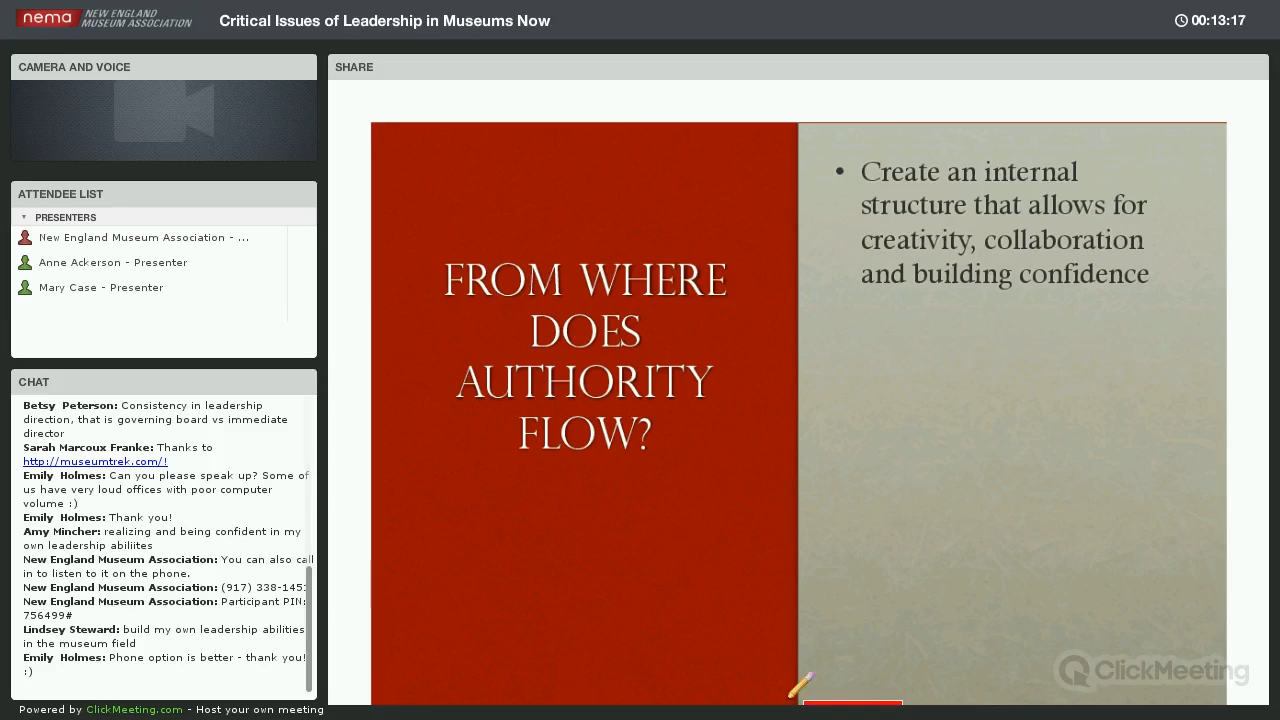 nema NEW ENGLAND
MUSEUM ASSOCIATION
Critical Issues of Leadership in Museums Now
00:13:17
CAMERA AND VOICE
ATTENDEE LIST
PRESENTERS
New England Museum Association - ...
Anne Ackerson - Presenter
Mary Case - Presenter
CHAT
Betsy Peterson: Consistency in leadership
direction, that is governing board vs immediate
director
Sarah Marcoux Franke: Thanks to
http://museumtrek.com/!
Emily Holmes: Can you please speak up? Some of
us have very loud offices with poor computer
volume :)
Emily Holmes: Thank you!
Amy Mincher: realizing and being confident in my
own leadership abiliites
New England Museum Association: You can also call
in to listen to it on the phone.
New England Museum Association: (917) 338-1451
New England Museum Association: Participant PIN:
756499#
Lindsey Steward: build my own leadership abilities
in the museum field
Emily Holmes: Phone option is better - thank you!
:)
Powered by ClickMeeting.com - Host your own meeting
SHARE
FROM WHERE
DOES
AUTHORITY
FLOW?
• Create an internal
structure that allows for
creativity, collaboration
and building confidence
ClickMeeting